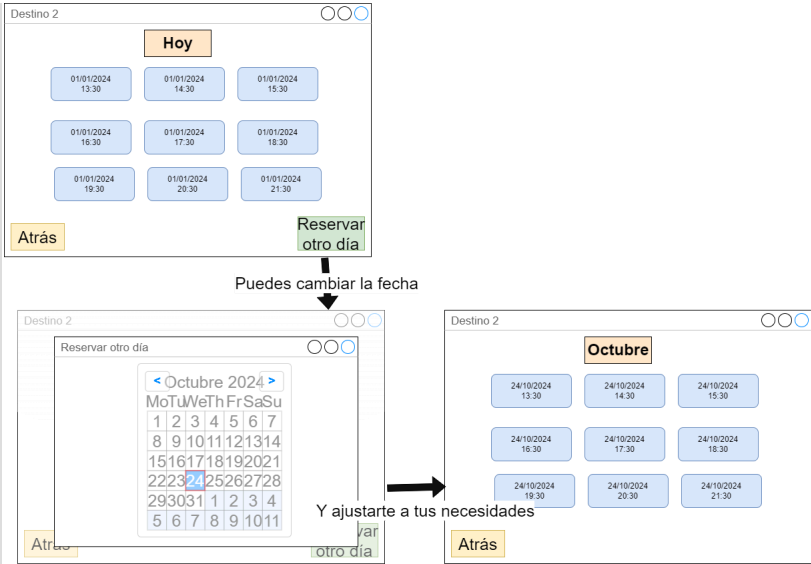 Destino 2
Hoy
01/01/2024
13:30
01/01/2024
14:30
01/01/2024
15:30
01/01/2024
16:30
01/01/2024
17:30
01/01/2024
18:30
01/01/2024
19:30
01/01/2024
20:30
01/01/2024
21:30
Atrás
Reservar
otro día
Puedes cambiar la fecha
Destino 2
Reservar otro día
< Octubre 2024 >
Mo Tu We Th Fr Sa Su
1 2 3 4 5 6 7
8 9 10 11 12 13 14
15 16 17 18 19 20 21
22 23 24 25 26 27 28
29 30 31 1 2 3 4
5 6 7 8 9 10 11
Atrás
var
otro día
Y ajustarte a tus necesidades
Destino 2
Octubre
24/10/2024
13:30
24/10/2024
14:30
24/10/2024
15:30
24/10/2024
16:30
24/10/2024
17:30
24/10/2024
18:30
24/10/2024
19:30
24/10/2024
20:30
24/10/2024
21:30
Atrás